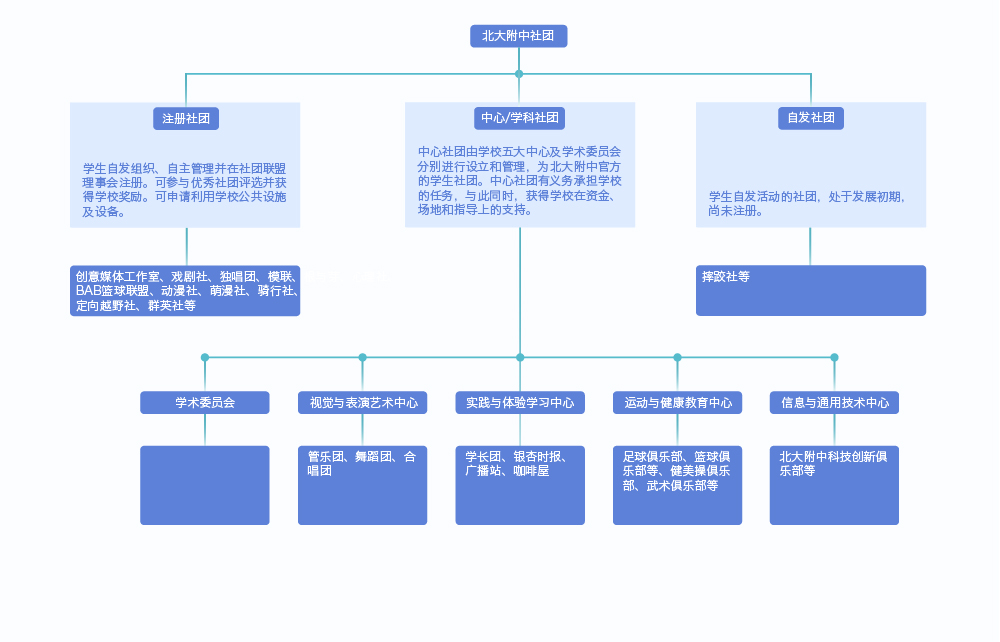 北大附中社团
注册社团
学生自发组织、自主管理并在社团联盟
理事会注册。可参与优秀社团评选并获
得学校奖励。可申请利用学校公共设施
及设备。
创意媒体工作室、戏剧社、独唱团、模联、
BAB篮球联盟、动漫社、萌漫社、骑行社、
定向越野社、群英社等
中心/学科社团
中心社团由学校五大中心及学术委员会
分别进行设立和管理，为北大附中官方
的学生社团。中心社团有义务承担学校
的任务，与此同时，获得学校在资金、
场地和指导上的支持。
自发社团
学生自发活动的社团，处于发展初期，
尚未注册。
摔跤社等
学术委员会
视觉与表演艺术中心
管乐团、舞蹈团、合
唱团
实践与体验学习中心
学长团、银杏时报、
广播站、咖啡屋
运动与健康教育中心
足球俱乐部、篮球俱
乐部等、健美操俱乐
部、武术俱乐部等
信息与通用技术中心
北大附中科技创新俱
乐部等